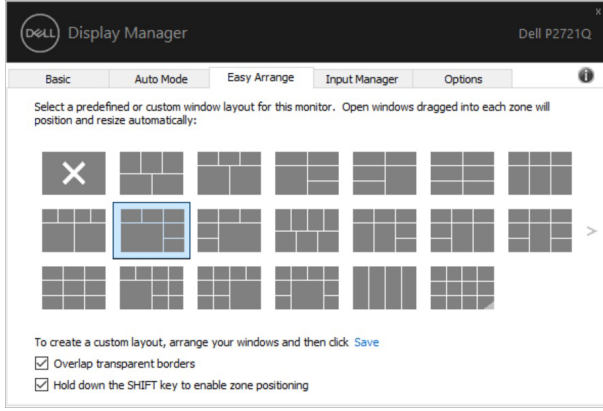 x
DELL Display Manager
Dell P2721Q
Basic Auto Mode Easy Arrange Input Manager Options i
Select a predefined or custom window layout for this monitor. Open windows dragged into each zone will
position and resize automatically:
>
To create a custom layout, arrange your windows and then click Save
Overlap transparent borders
Hold down the SHIFT key to enable zone positioning